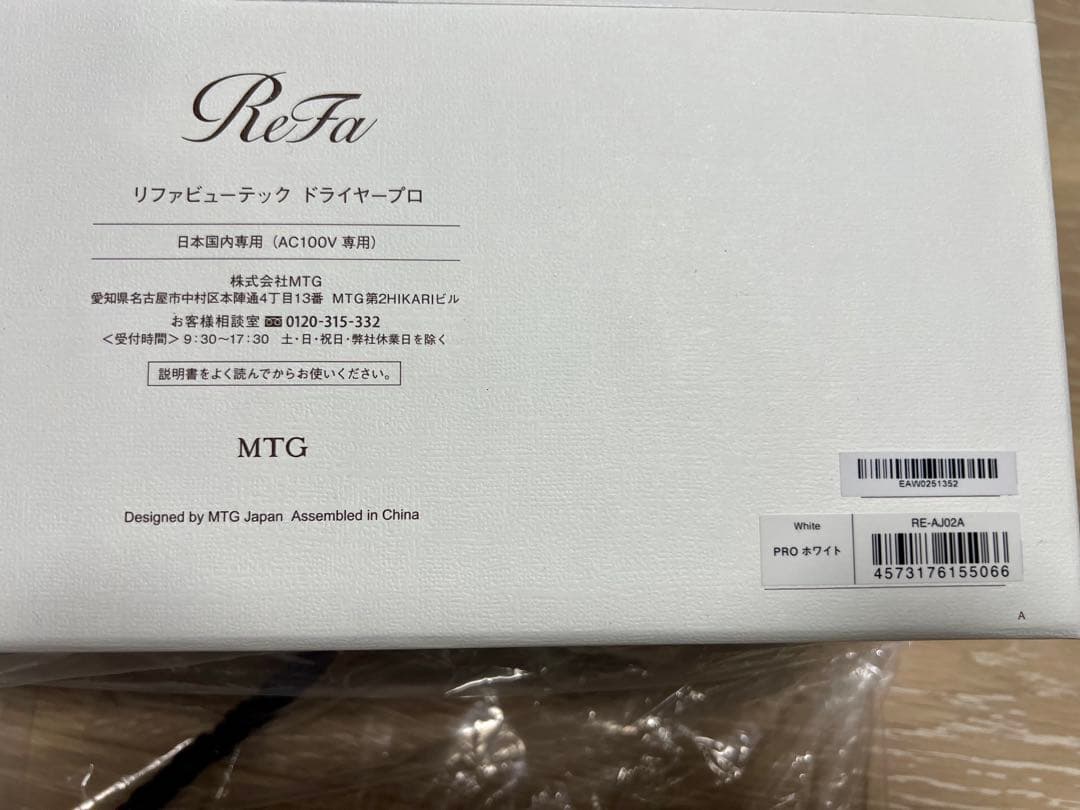 ReFa
リファビューテック ドライヤープロ
日本国内専用（AC100V 専用）
株式会社MTG
愛知県名古屋市中村区本陣通4丁目13番 MTG第2HIKARIビル
お客様相談室 0120-315-332
＜受付時間＞9：30〜17：30 土・日・祝日・弊社休業日を除く
説明書をよく読んでからお使いください。
MTG
Designed by MTG Japan Assembled in China
EAW0251352
White
PRO ホワイト
RE-AJ02A
4573176155066
A